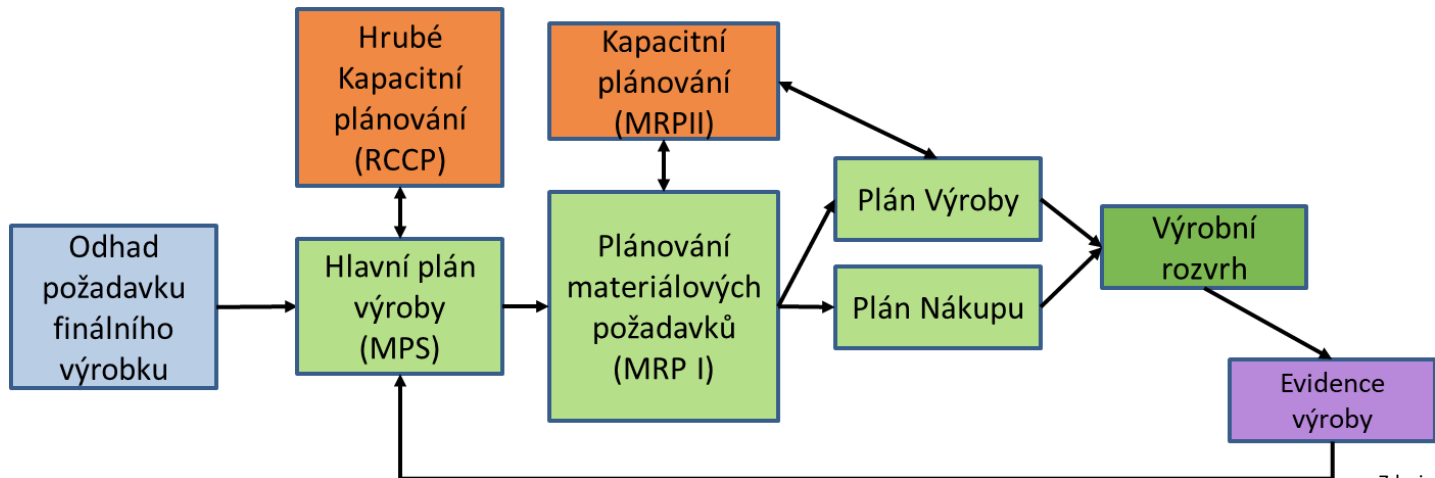 Hrubé
Kapacitní
plánování
(RCCP)
Kapacitní
plánování
(MRPII)
Odhad
požadavku
finálního
výrobku
Hlavní plán
výroby
(MPS)
Plánování
materiálových
požadavků
(MRP I)
Plán Výroby
Plán Nákupu
Výrobní
rozvrh
Evidence
výroby